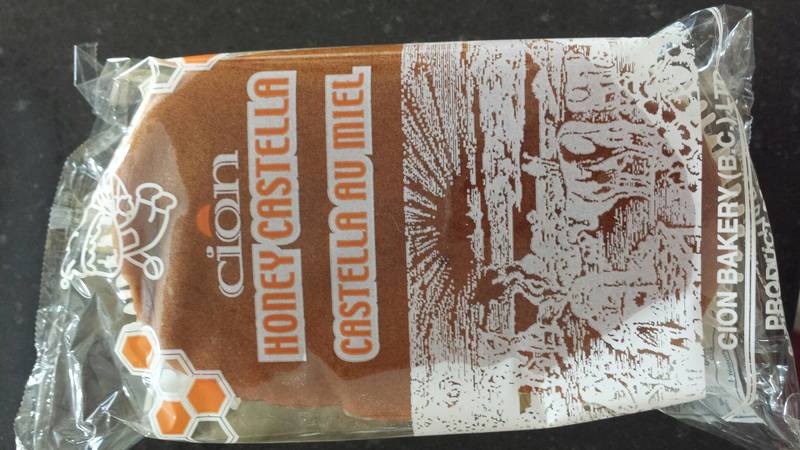 cion
HONEY CASTELLA
CASTELLA AU MIEL
CION BAKERY (B.C.)